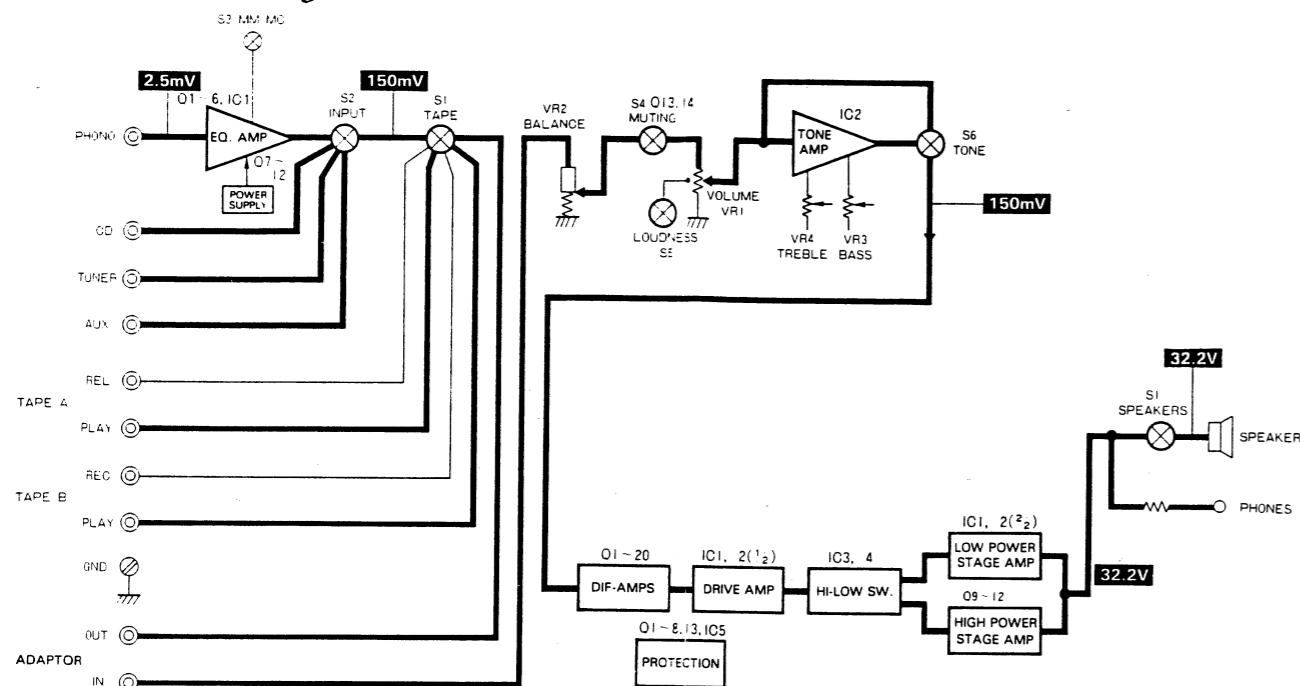 S3 MM MC
2.5mV
Q1~6, IC1
S2
INPUT
150mV
S1
TAPE
VR2
BALANCE
S4 Q13, 14
MUTING
IC2
PHONO
EQ. AMP
TONE
AMP
S6
TONE
Q7~
12
POWER
SUPPLY
VOLUME
VR1
150mV
CD
LOUDNESS
S5
VR4
TREBLE
VR3
BASS
TUNER
AUX
REL
TAPE A
PLAY
32.2V
S1
SPEAKERS
SPEAKER
REC
TAPE B
PLAY
PHONES
GND
Q1~20
IC1, 2(1/2)
IC3, 4
IC1, 2(2/2)
DIF-AMPS
DRIVE AMP
HI-LOW SW.
LOW POWER
STAGE AMP
32.2V
Q9~12
HIGH POWER
STAGE AMP
Q1~8.13, IC5
PROTECTION
OUT
ADAPTOR
IN